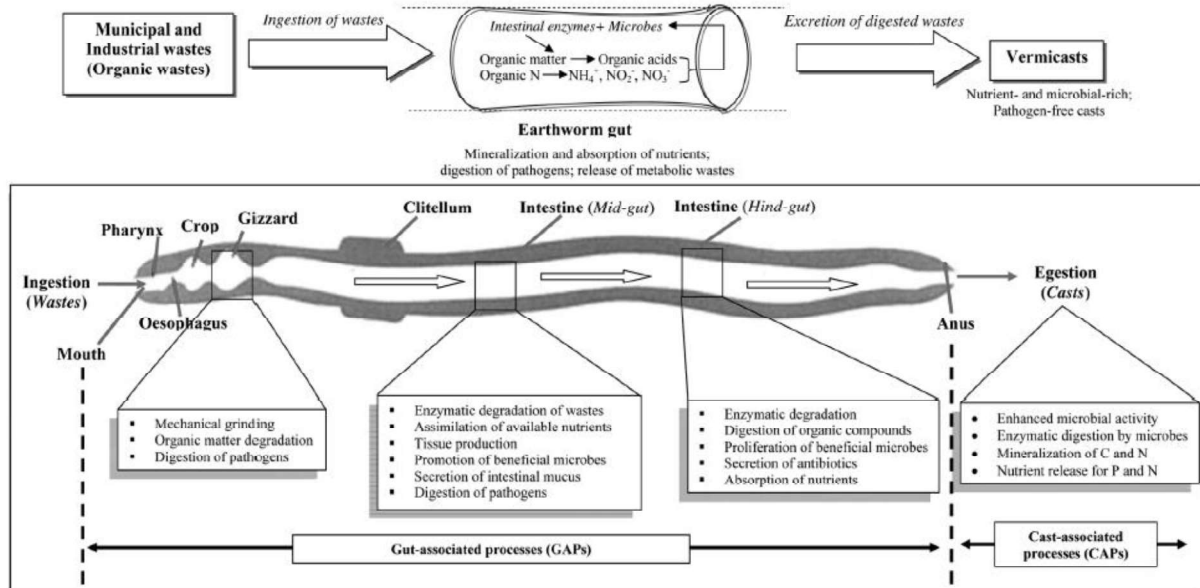 Municipal and
Industrial wastes
(Organic wastes)
Ingestion of wastes
Intestinal enzymes+ Microbes
Organic matter → Organic acids
Organic N → NH₄⁺, NO₂⁻, NO₃⁻
Excretion of digested wastes
Vermicasts
Nutrient- and microbial-rich;
Pathogen-free casts
Earthworm gut
Mineralization and absorption of nutrients;
digestion of pathogens; release of metabolic wastes
Pharynx
Crop
Gizzard
Clitellum
Intestine (Mid-gut)
Intestine (Hind-gut)
Ingestion
(Wastes)
Oesophagus
Mouth
Egestion
(Casts)
Anus
▪ Mechanical grinding
▪ Organic matter degradation
▪ Digestion of pathogens
▪ Enzymatic degradation of wastes
▪ Assimilation of available nutrients
▪ Tissue production
▪ Promotion of beneficial microbes
▪ Secretion of intestinal mucus
▪ Digestion of pathogens
▪ Enzymatic degradation
▪ Digestion of organic compounds
▪ Proliferation of beneficial microbes
▪ Secretion of antibiotics
▪ Absorption of nutrients
● Enhanced microbial activity
● Enzymatic digestion by microbes
● Mineralization of C and N
● Nutrient release for P and N
Gut-associated processes (GAPs)
Cast-associated
processes (CAPs)